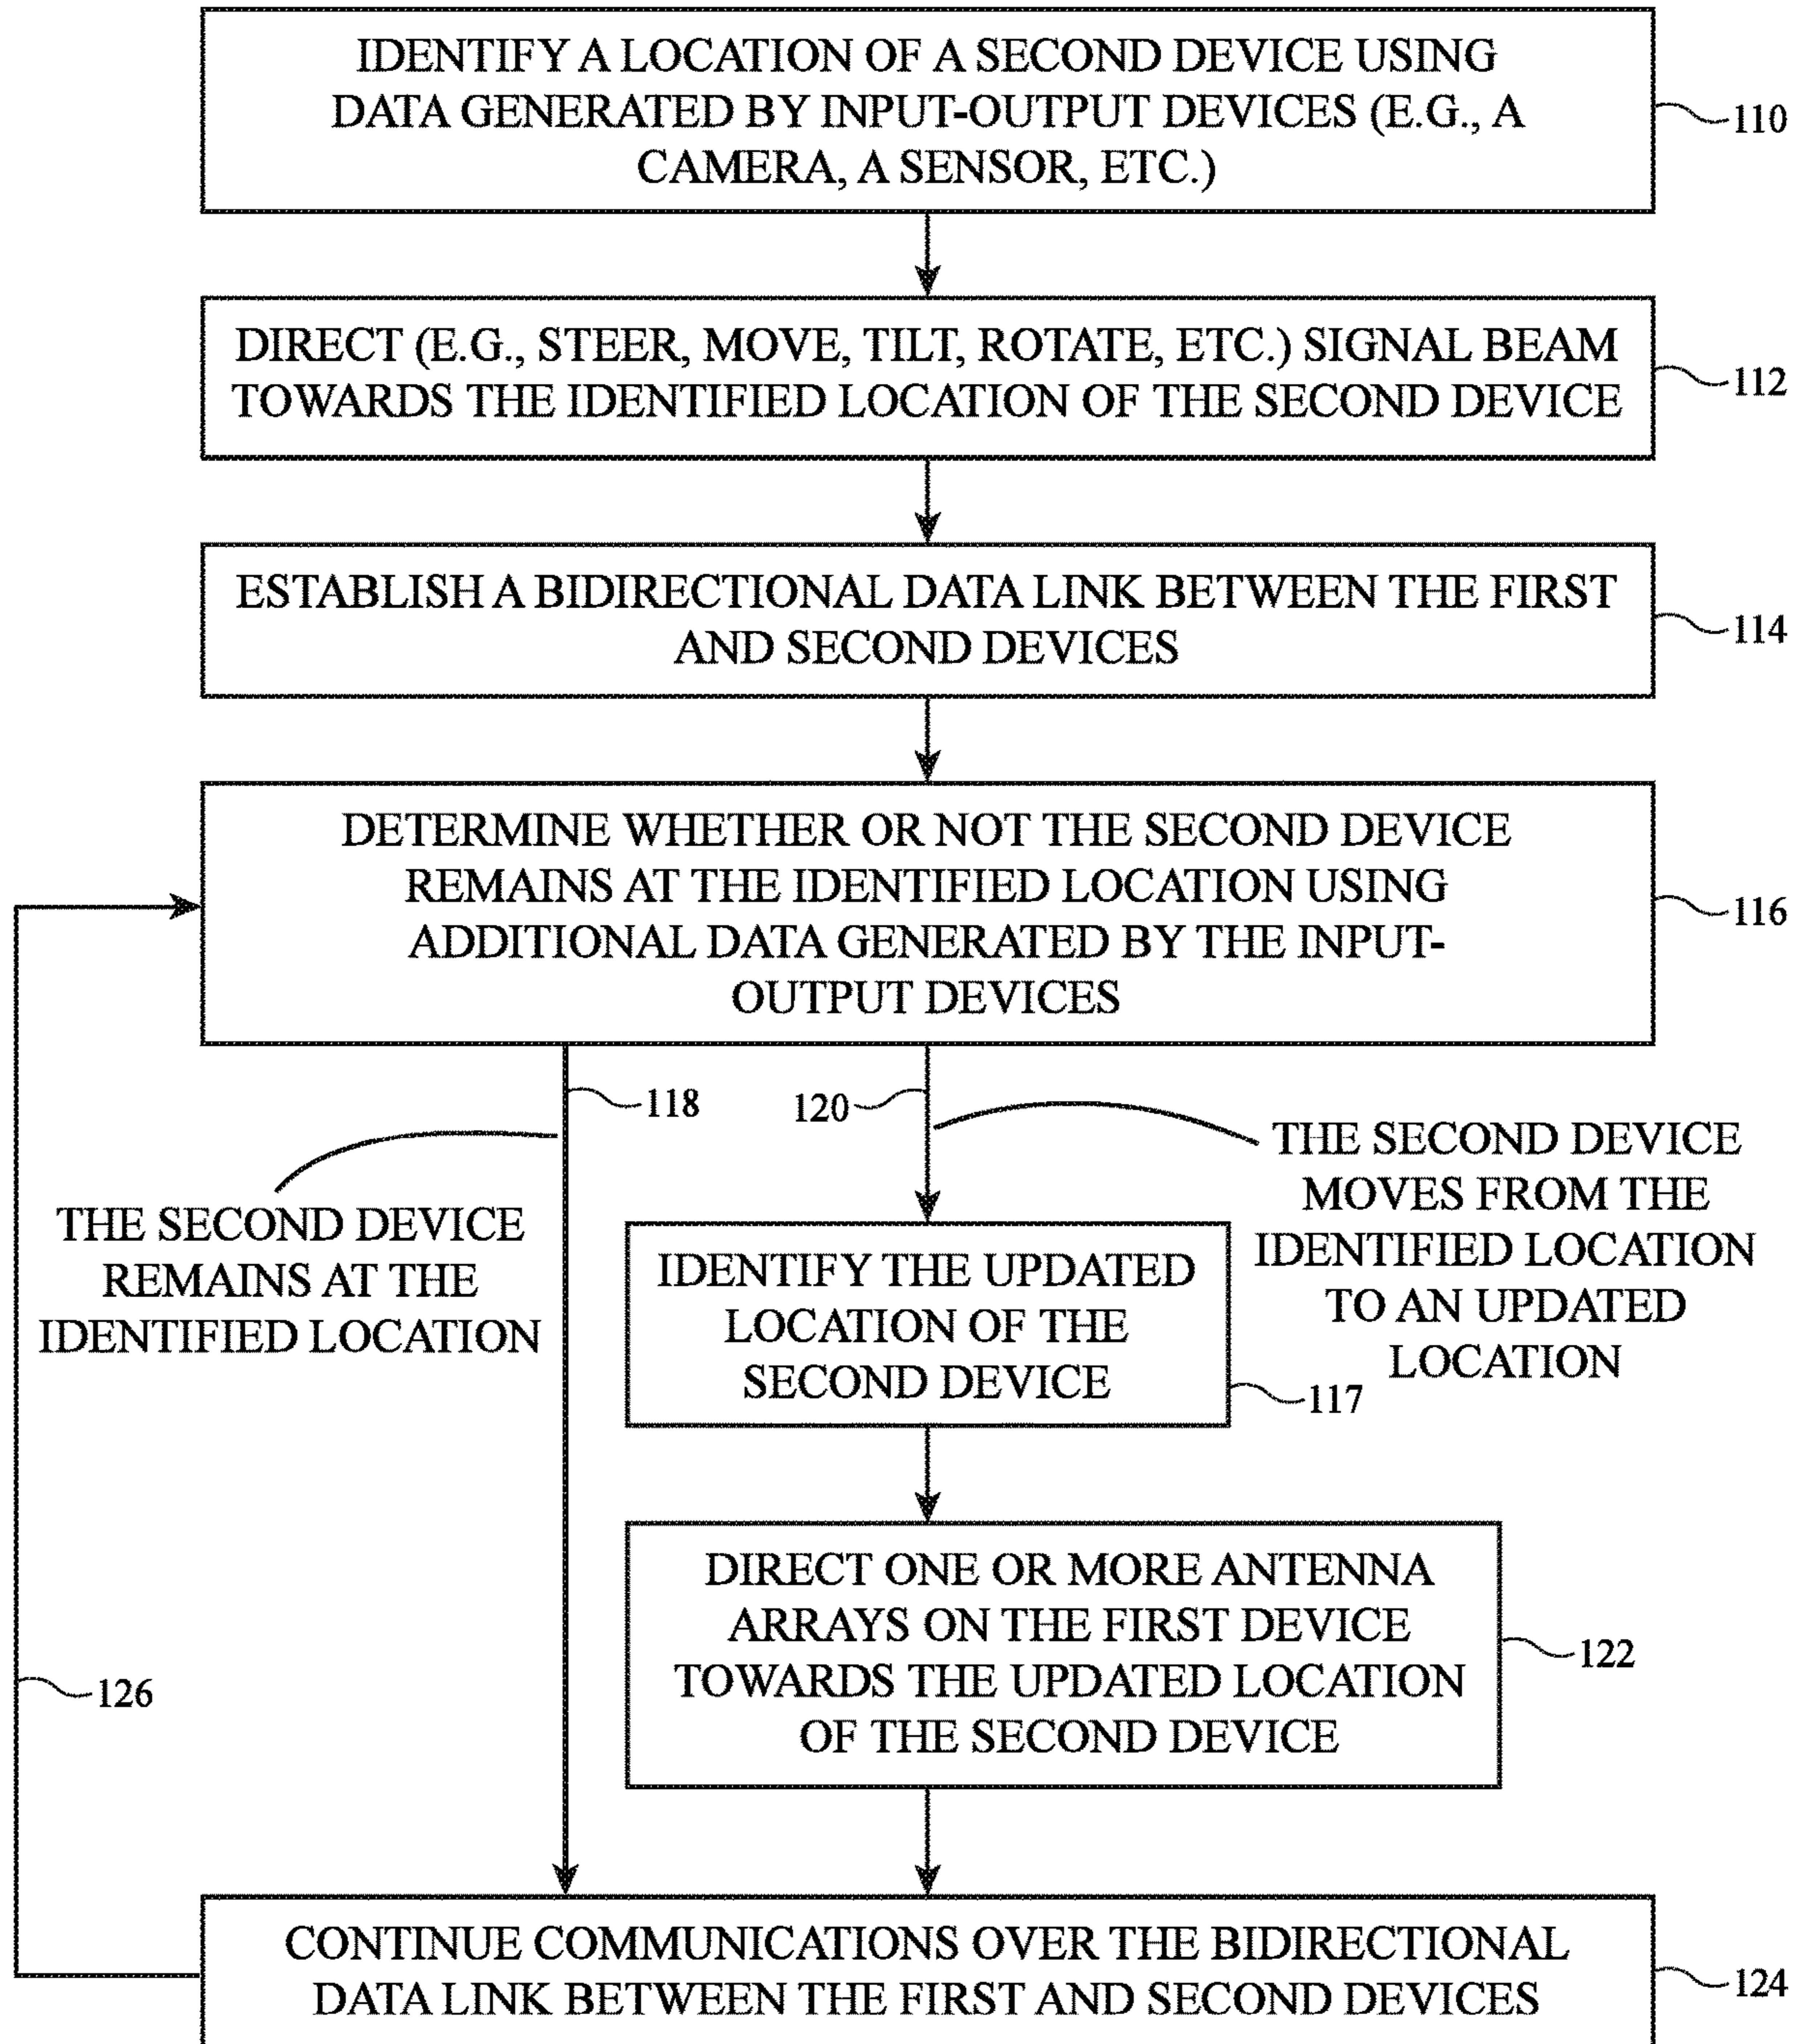 IDENTIFY A LOCATION OF A SECOND DEVICE USING
DATA GENERATED BY INPUT-OUTPUT DEVICES (E.G., A
CAMERA, A SENSOR, ETC.)
110
DIRECT (E.G., STEER, MOVE, TILT, ROTATE, ETC.) SIGNAL BEAM
TOWARDS THE IDENTIFIED LOCATION OF THE SECOND DEVICE
112
ESTABLISH A BIDIRECTIONAL DATA LINK BETWEEN THE FIRST
AND SECOND DEVICES
114
DETERMINE WHETHER OR NOT THE SECOND DEVICE
REMAINS AT THE IDENTIFIED LOCATION USING
ADDITIONAL DATA GENERATED BY THE INPUT-
OUTPUT DEVICES
116
118
120
THE SECOND DEVICE
REMAINS AT THE
IDENTIFIED LOCATION
THE SECOND DEVICE
MOVES FROM THE
IDENTIFIED LOCATION
TO AN UPDATED
LOCATION
IDENTIFY THE UPDATED
LOCATION OF THE
SECOND DEVICE
117
DIRECT ONE OR MORE ANTENNA
ARRAYS ON THE FIRST DEVICE
TOWARDS THE UPDATED LOCATION
OF THE SECOND DEVICE
122
126
CONTINUE COMMUNICATIONS OVER THE BIDIRECTIONAL
DATA LINK BETWEEN THE FIRST AND SECOND DEVICES
124